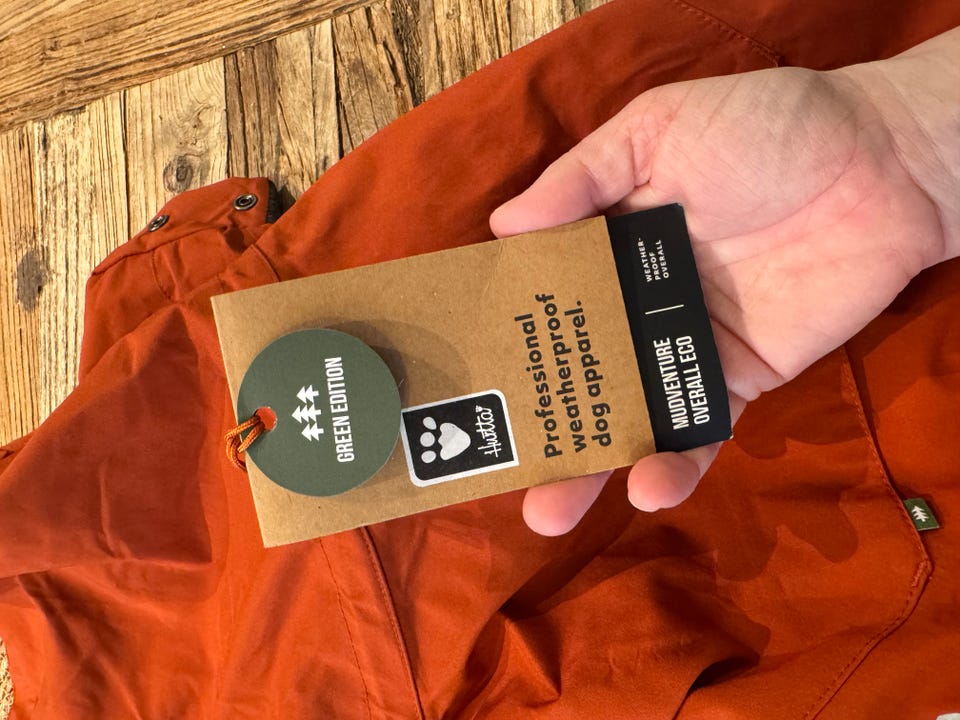 GREEN EDITION
Hurtta
Professional
weatherproof
dog apparel.
MUDVENTURE
OVERALL ECO
WEATHER-
PROOF
OVERALL